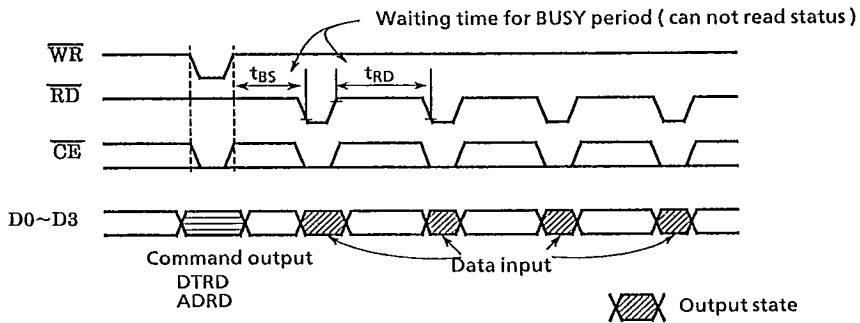 Waiting time for BUSY period ( can not read status )
WR
tBS
tRD
RD
CE
D0~D3
Command output
DTRD
ADRD
Data input
Output state